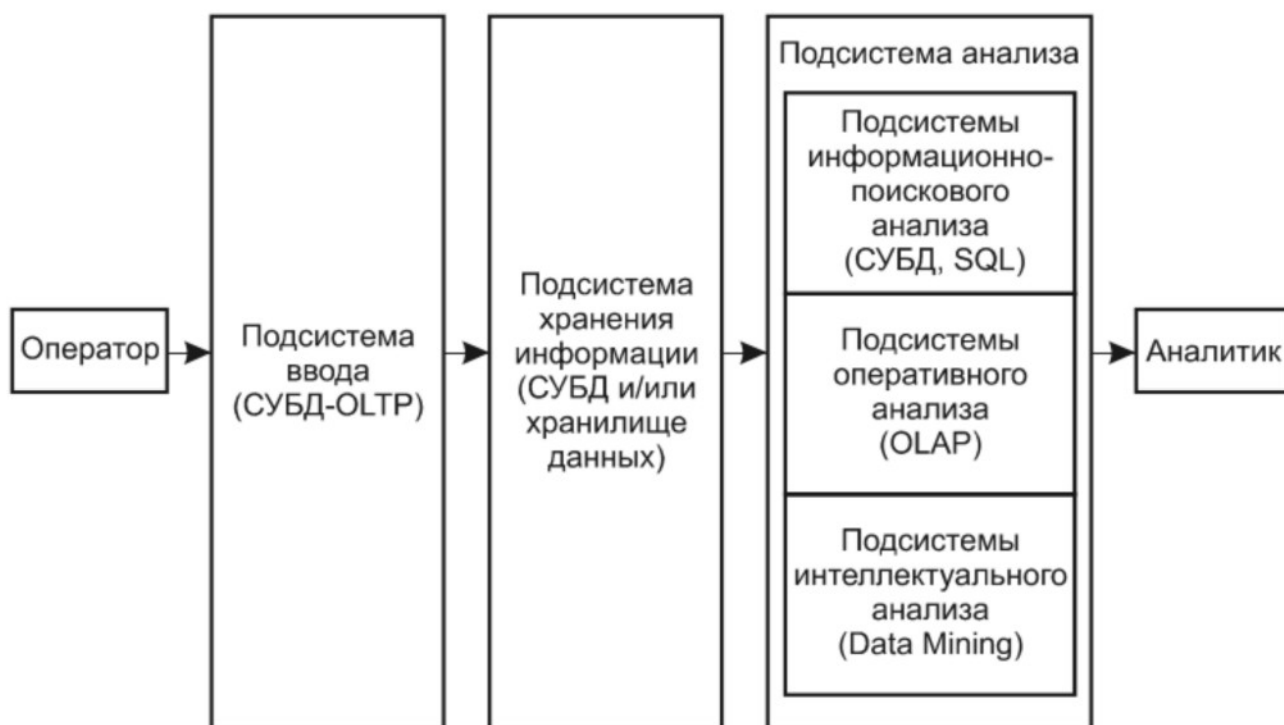 Оператор
Подсистема
ввода
(СУБД-OLTP)
Подсистема
хранения
информации
(СУБД и/или
хранилище
данных)
Подсистема анализа
Подсистемы
информационно-
поискового
анализа
(СУБД, SQL)
Подсистемы
оперативного
анализа
(OLAP)
Подсистемы
интеллектуального
анализа
(Data Mining)
Аналитик